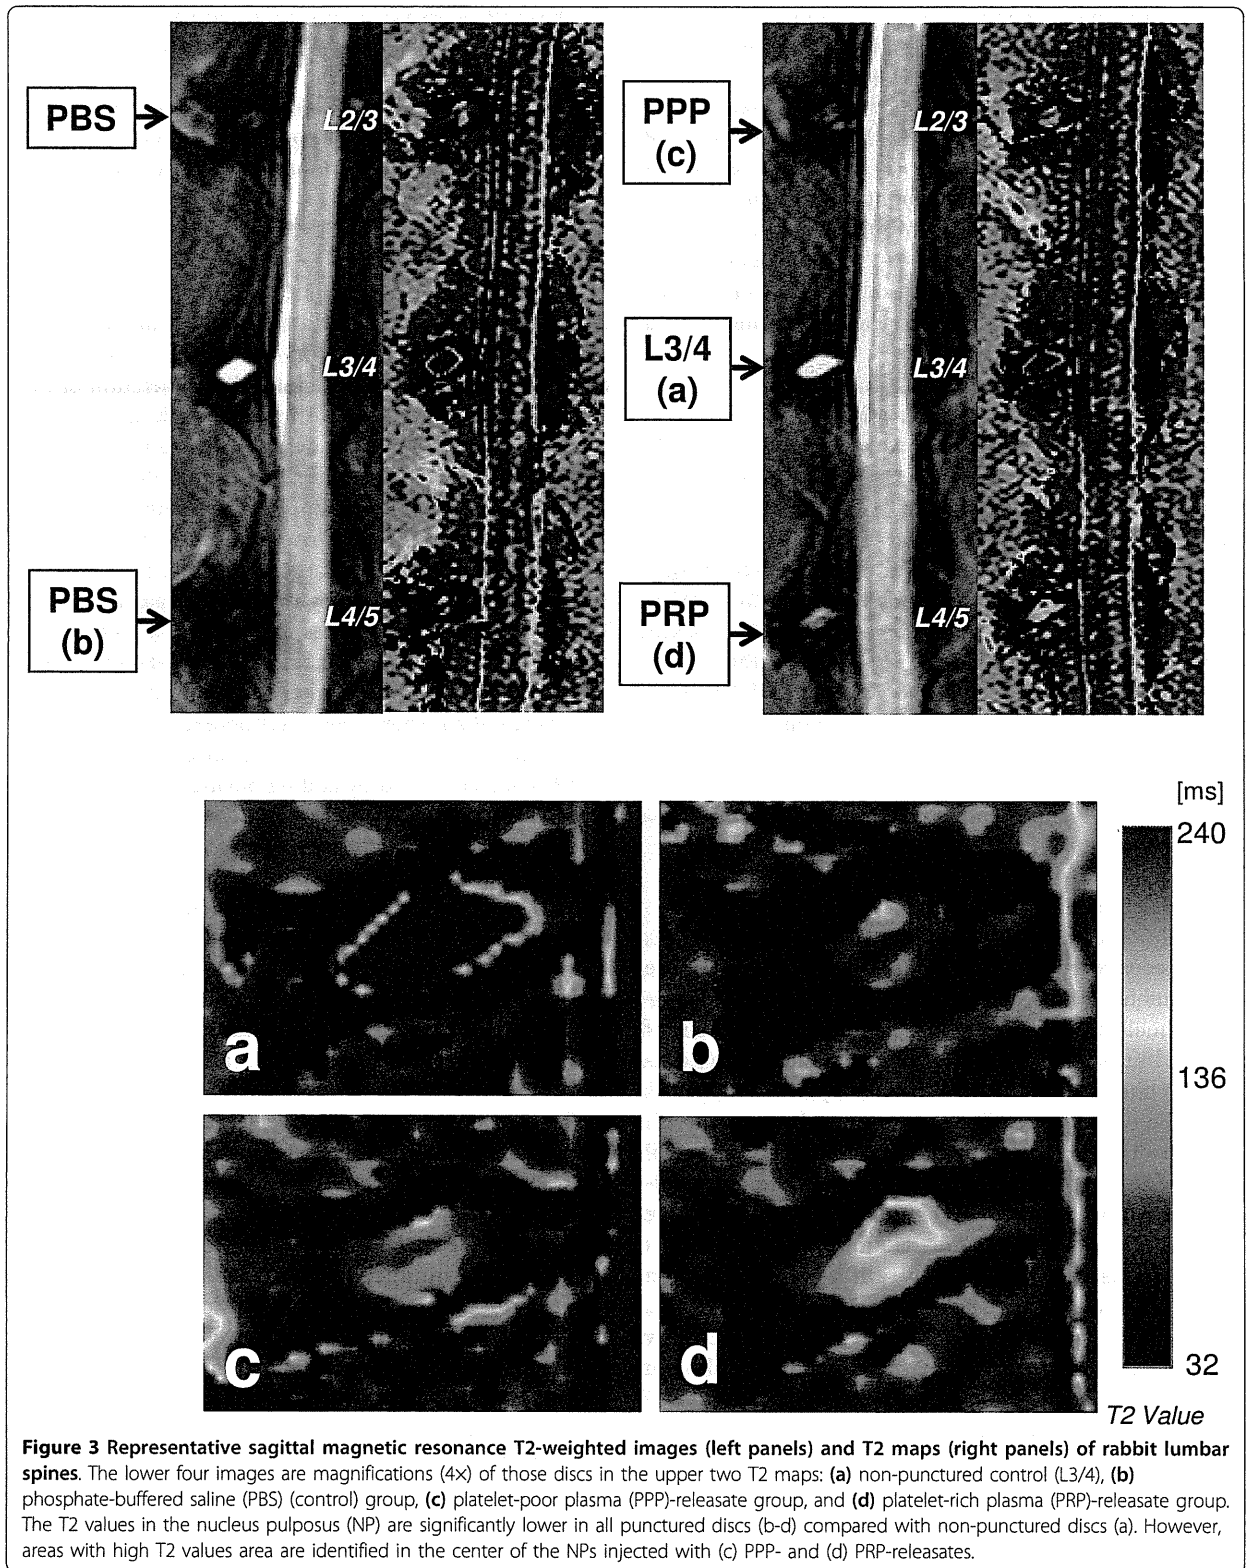 PBS
L2/3
PPP
(c)
L2/3
L3/4
L3/4
(a)
L3/4
PBS
(b)
L4/5
PRP
(d)
L4/5
[ms]
240
a
b
136
c
d
32
T2 Value
Figure 3 Representative sagittal magnetic resonance T2-weighted images (left panels) and T2 maps (right panels) of rabbit lumbar
spines. The lower four images are magnifications (4×) of those discs in the upper two T2 maps: (a) non-punctured control (L3/4), (b)
phosphate-buffered saline (PBS) (control) group, (c) platelet-poor plasma (PPP)-releasate group, and (d) platelet-rich plasma (PRP)-releasate group.
The T2 values in the nucleus pulposus (NP) are significantly lower in all punctured discs (b-d) compared with non-punctured discs (a). However,
areas with high T2 values area are identified in the center of the NPs injected with (c) PPP- and (d) PRP-releasates.